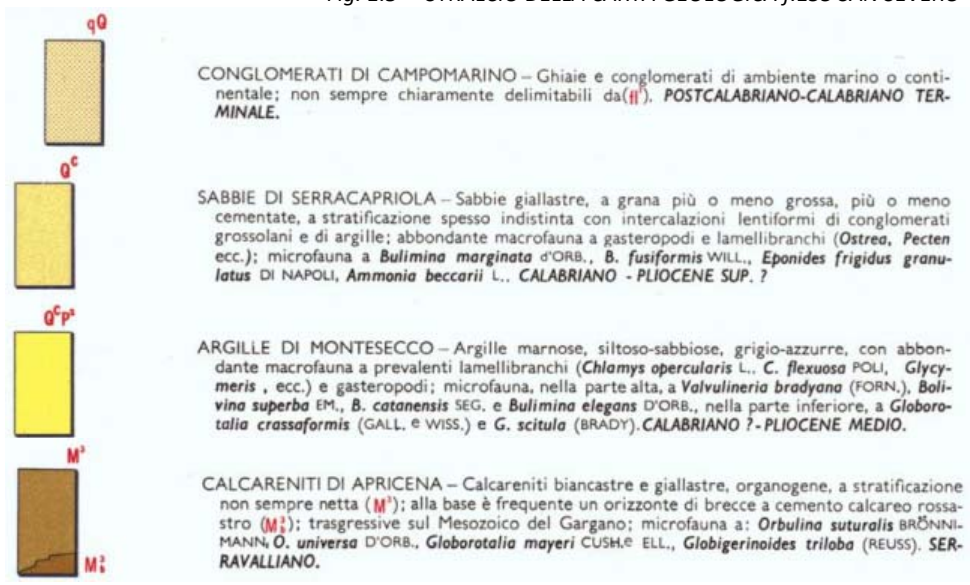 STRALCIO DELLA CARTA GEOLOGICA SAN SEVERO
qQ
CONGLOMERATI DI CAMPOMARINO – Ghiaie e conglomerati di ambiente marino o conti-
nentale; non sempre chiaramente delimitabili da(fl¹). POSTCALABRIANO-CALABRIANO TER-
MINALE.
Qᶜ
SABBIE DI SERRACAPRIOLA – Sabbie giallastre, a grana più o meno grossa, più o meno
cementate, a stratificazione spesso indistinta con intercalazioni lentiformi di conglomerati
grossolani e di argille; abbondante macrofauna a gasteropodi e lamellibranchi (Ostrea, Pecten
ecc.); microfauna a Bulimina marginata d'ORB., B. fusiformis WILL., Eponides frigidus granu-
latus DI NAPOLI, Ammonia beccarii L.. CALABRIANO - PLIOCENE SUP. ?
QᶜP³
ARGILLE DI MONTESECCO – Argille marnose, siltoso-sabbiose, grigio-azzurre, con abbon-
dante macrofauna a prevalenti lamellibranchi (Chlamys opercularis L., C. flexuosa POLI, Glycy-
meris , ecc.) e gasteropodi; microfauna, nella parte alta, a Valvulineria bradyana (FORN.), Boli-
vina superba EM., B. catanensis SEG. e Bulimina elegans D'ORB., nella parte inferiore, a Globoro-
talia crassaformis (GALL. e WISS.) e G. scitula (BRADY).CALABRIANO ?- PLIOCENE MEDIO.
M³
CALCARENITI DI APRICENA – Calcareniti biancastre e giallastre, organogene, a stratificazione
non sempre netta (M³); alla base è frequente un orizzonte di brecce a cemento calcareo rossa-
stro (M³b); trasgressive sul Mesozoico del Gargano; microfauna a: Orbulina suturalis BRÖNNI-
MANN, O. universa D'ORB., Globorotalia mayeri CUSH.e ELL., Globigerinoides triloba (REUSS). SER-
RAVALLIANO.
M³b